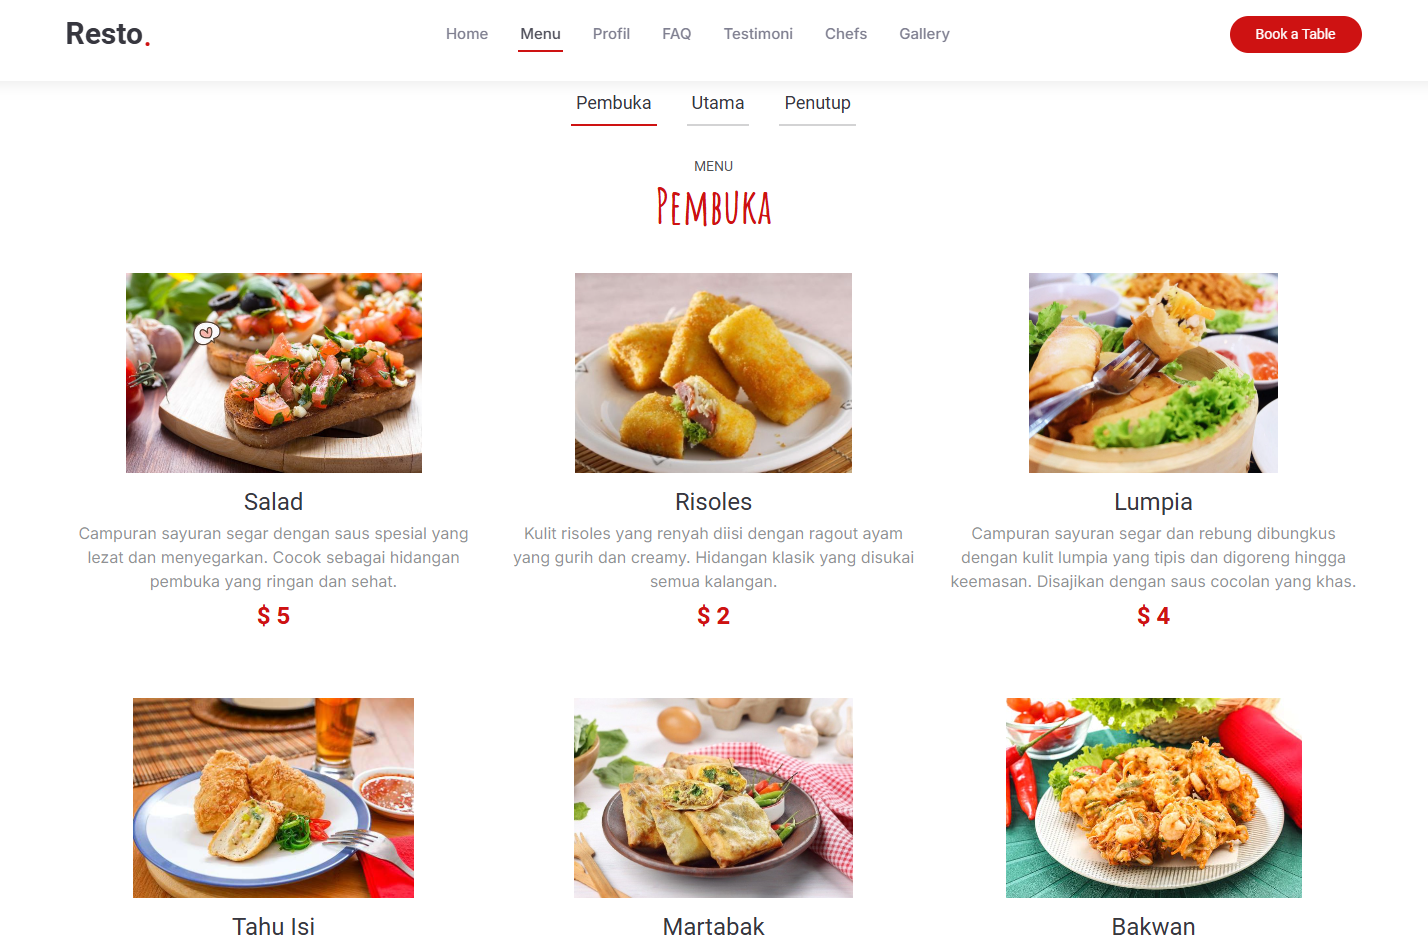 Resto.
Home Menu Profil FAQ Testimoni Chefs Gallery
Book a Table
Pembuka Utama Penutup
MENU
Pembuka
Salad
Campuran sayuran segar dengan saus spesial yang
lezat dan menyegarkan. Cocok sebagai hidangan
pembuka yang ringan dan sehat.
$ 5
Risoles
Kulit risoles yang renyah diisi dengan ragout ayam
yang gurih dan creamy. Hidangan klasik yang disukai
semua kalangan.
$ 2
Lumpia
Campuran sayuran segar dan rebung dibungkus
dengan kulit lumpia yang tipis dan digoreng hingga
keemasan. Disajikan dengan saus cocolan yang khas.
$ 4
Tahu Isi
Martabak
Bakwan